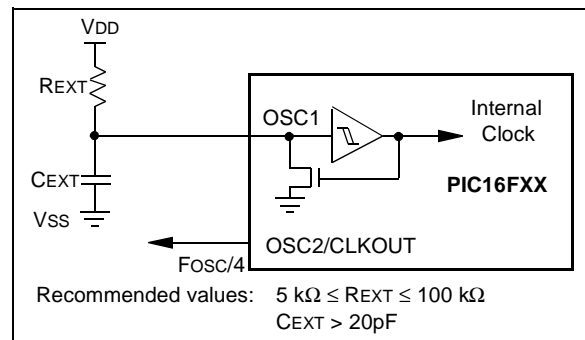 VDD
REXT
OSC1
Internal
Clock
CEXT
PIC16FXX
VSS
OSC2/CLKOUT
FOSC/4
Recommended values: 5 kΩ ≤ REXT ≤ 100 kΩ
CEXT > 20pF